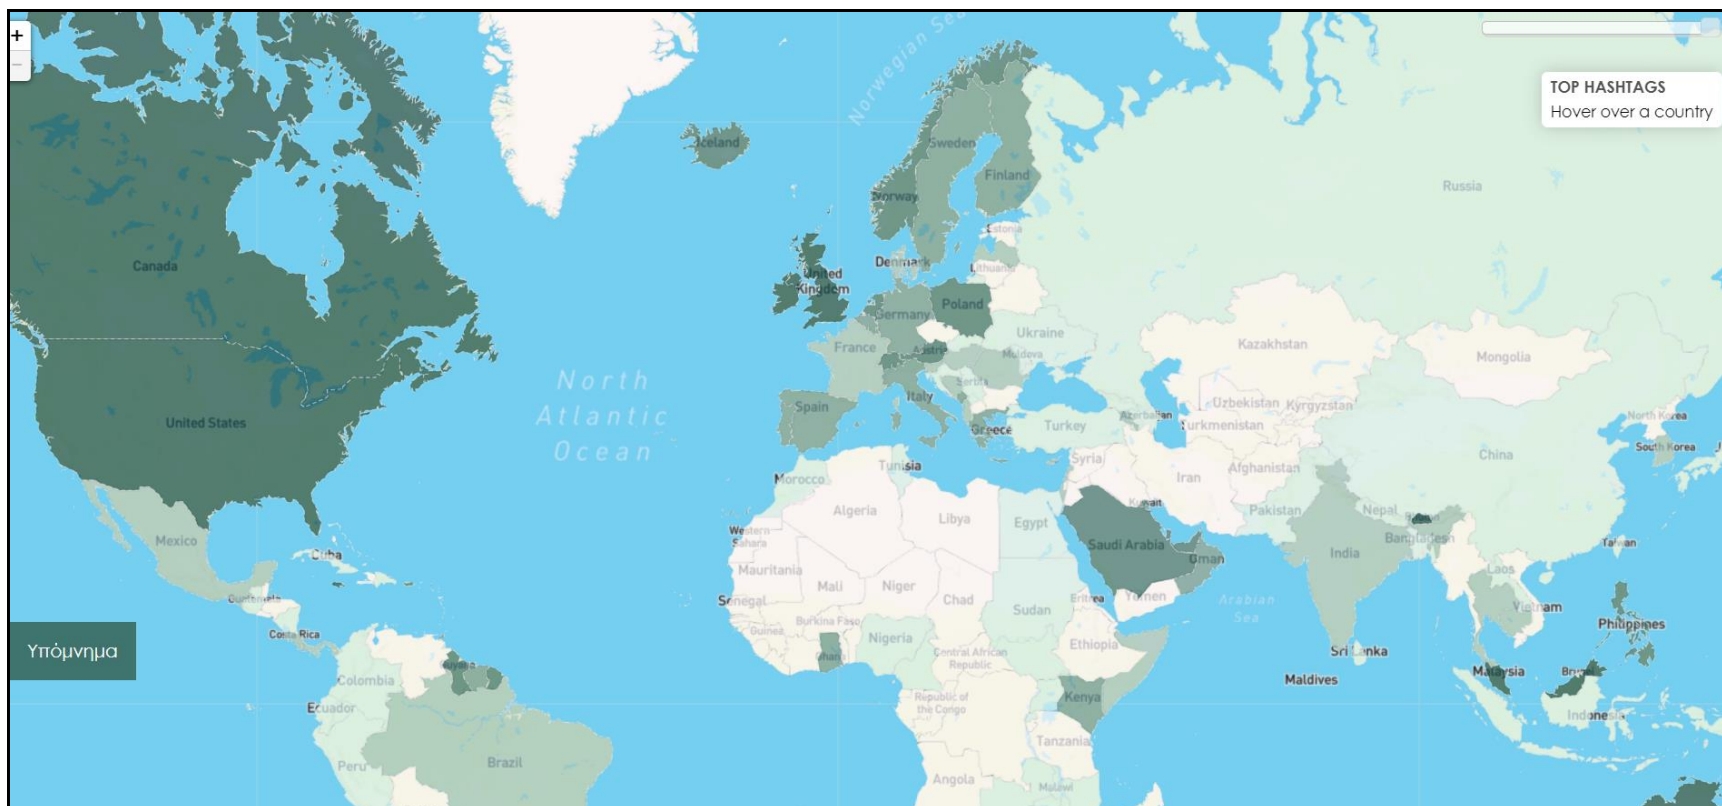 +
−
Norwegian Sea
TOP HASHTAGS
Hover over a country
Iceland
Sweden
Norway
Finland
Russia
Estonia
Canada
Denmark
Lithuania
United
Kingdom
Poland
Germany
Ukraine
France
Austria
Moldova
Kazakhstan
Mongolia
North
Atlantic
Ocean
Serbia
Spain
Italy
Uzbekistan
Kyrgyzstan
North Korea
Azerbaijan
United States
Greece
Turkey
Turkmenistan
South Korea
Syria
China
Tunisia
Afghanistan
Iran
Morocco
Kuwait
Algeria
Libya
Egypt
Pakistan
Nepal
Western
Sahara
Mexico
Cuba
Saudi Arabia
Oman
India
Bangladesh
Taiwan
Mauritania
Mali
Niger
Chad
Laos
Guatemala
Senegal
Eritrea
Yemen
Arabian
Sea
Sudan
Vietnam
Burkina Faso
Guinea
Philippines
Costa Rica
Nigeria
Ethiopia
Υπόμνημα
Ghana
Central African
Republic
Sri Lanka
Guyana
Colombia
Maldives
Malaysia
Brunei
Ecuador
Republic of
the Congo
Kenya
Indonesia
Tanzania
Peru
Brazil
Angola
Malawi